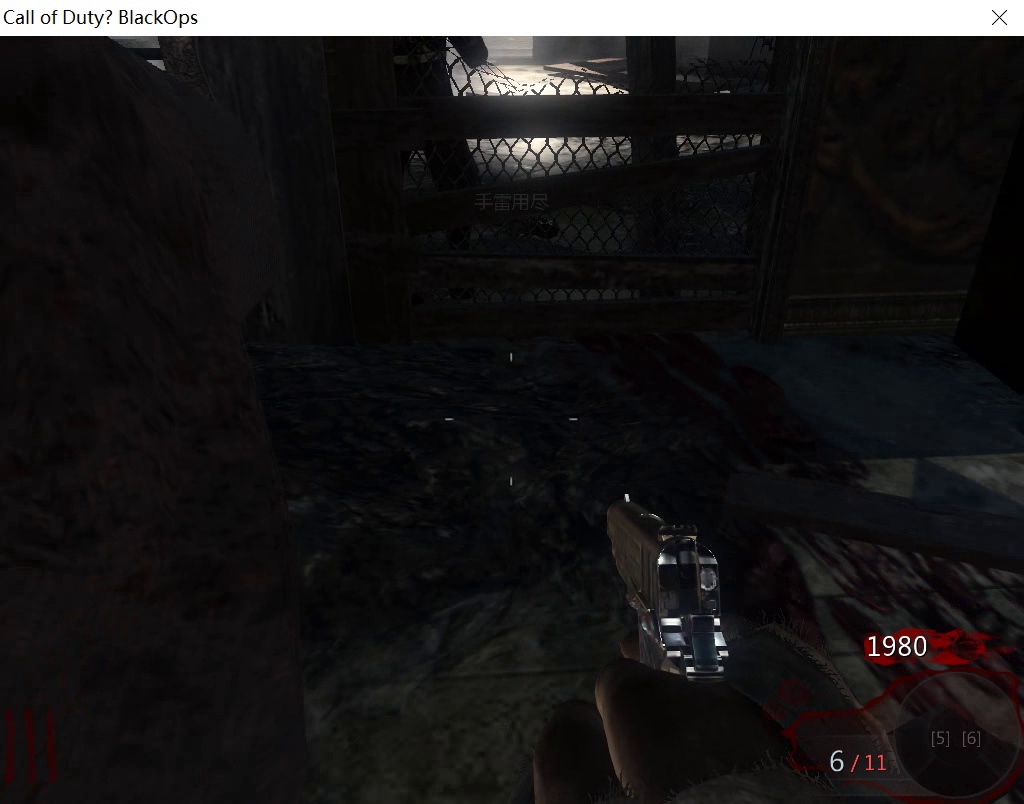 Call of Duty? BlackOps
手雷用尽
1980
[5] [6]
6 / 11